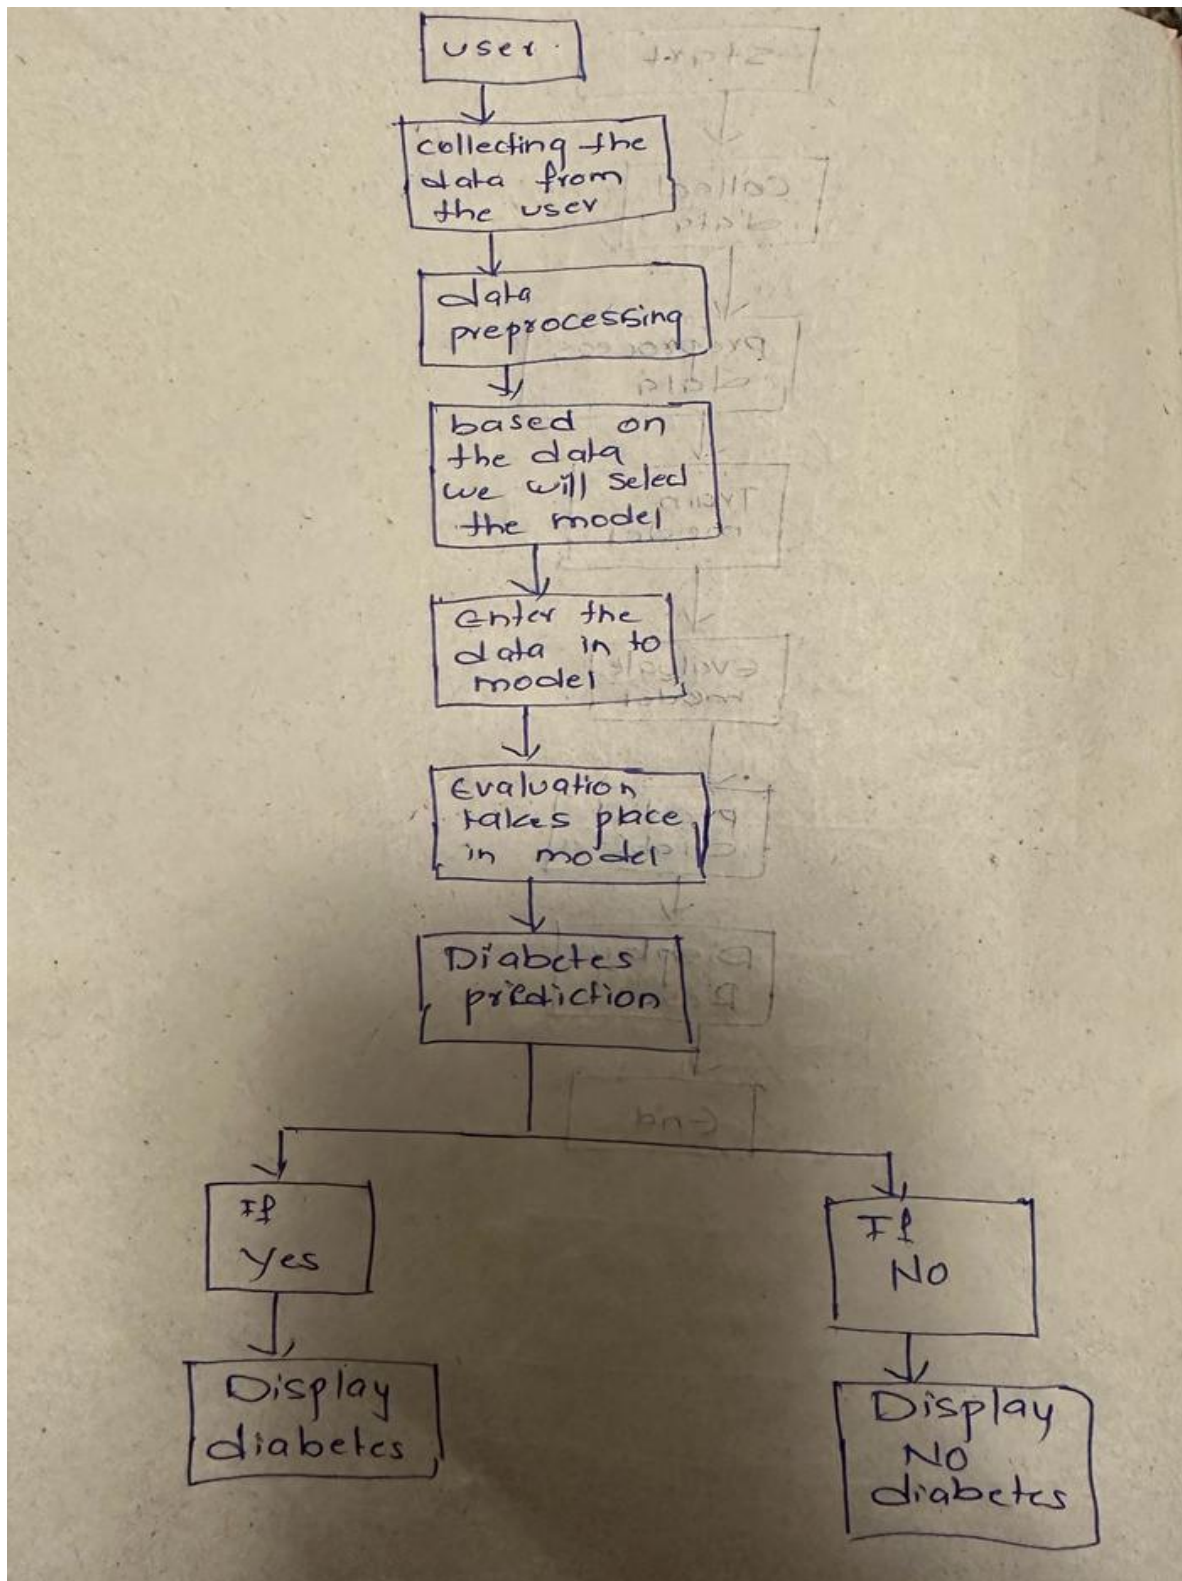 user
collecting the
data from
the user
data
preprocessing
based on
the data
we will select
the model
Enter the
data in to
model
Evaluation
takes place
in model
Diabetes
prediction
If
Yes
If
No
Display
diabetes
Display
No
diabetes